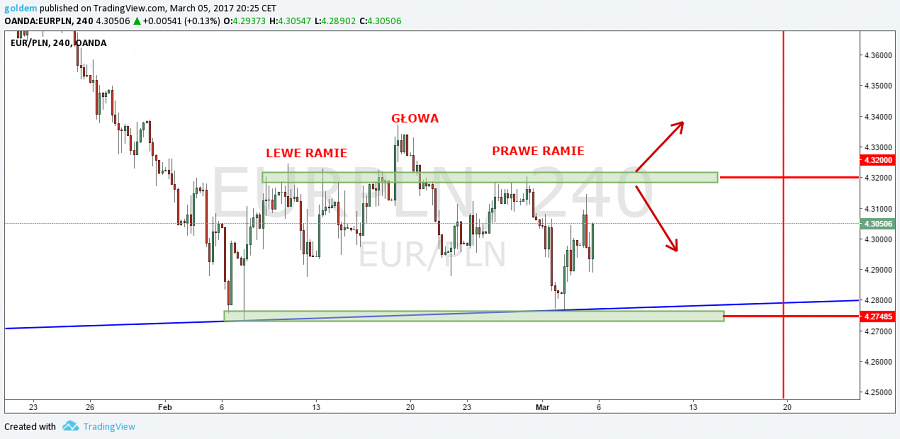 goldem published on TradingView.com, March 05, 2017 20:25 CET
OANDA:EURPLN, 240 4.30506 ▲ +0.00541 (+0.13%) O:4.29373 H:4.30547 L:4.28902 C:4.30506
EUR/PLN, 240, OANDA
4.36000
4.35000
GŁOWA
4.34000
LEWE RAMIE
PRAWE RAMIE
4.33000
4.32000
4.32000
EURPLN, 240
4.31000
4.30506
EUR/PLN
4.30000
4.29000
4.28000
4.27485
4.27000
4.26000
4.25000
23 26 Feb 6 13 20 23 Mar 6 13 20
Created with TradingView